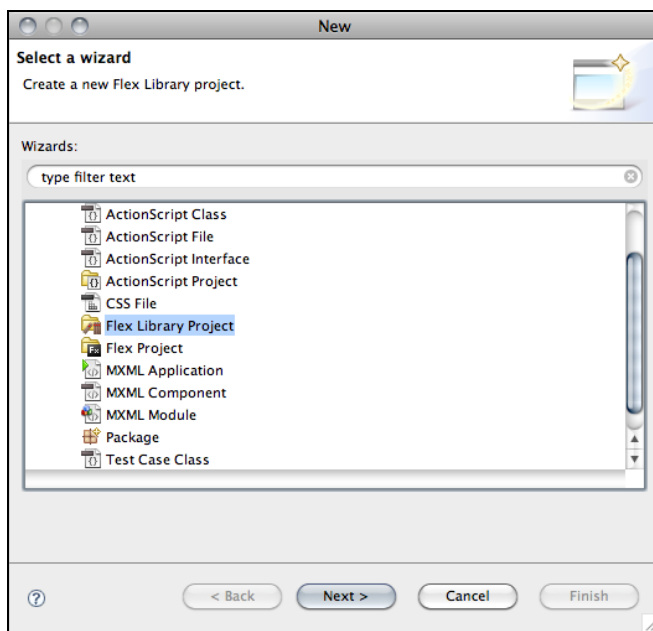 New
Select a wizard
Create a new Flex Library project.
Wizards:
type filter text
ActionScript Class
ActionScript File
ActionScript Interface
ActionScript Project
CSS File
Flex Library Project
Flex Project
MXML Application
MXML Component
MXML Module
Package
Test Case Class
? < Back Next > Cancel Finish